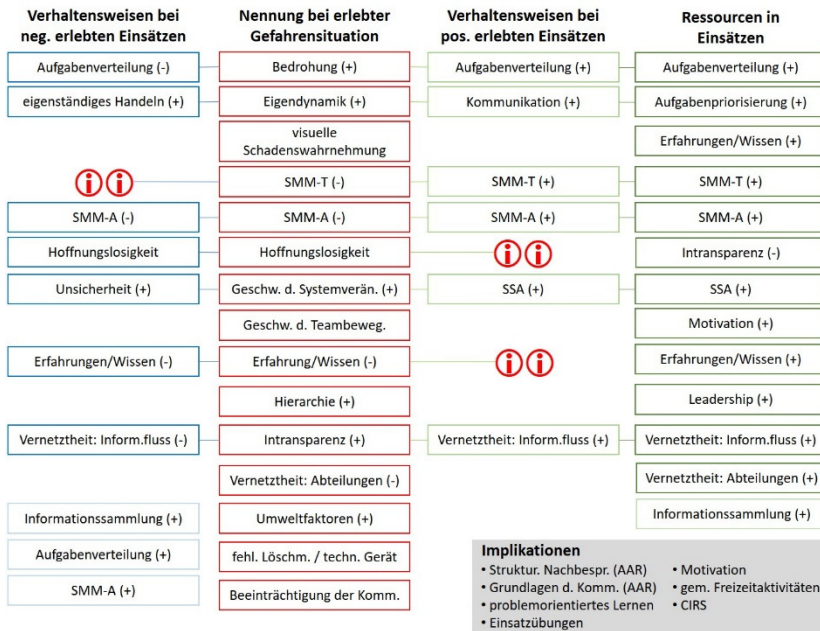 Verhaltensweisen bei
neg. erlebten Einsätzen
Aufgabenverteilung (-)
eigenständiges Handeln (+)
i i
SMM-A (-)
Hoffnungslosigkeit
Unsicherheit (+)
Erfahrungen/Wissen (-)
Vernetztheit: Inform.fluss (-)
Informationssammlung (+)
Aufgabenverteilung (+)
SMM-A (+)
Nennung bei erlebter
Gefahrensituation
Bedrohung (+)
Eigendynamik (+)
visuelle
Schadenswahrnehmung
SMM-T (-)
SMM-A (-)
Hoffnungslosigkeit
Geschw. d. Systemverän. (+)
Geschw. d. Teambeweg.
Erfahrung/Wissen (-)
Hierarchie (+)
Intransparenz (+)
Vernetztheit: Abteilungen (-)
Umweltfaktoren (+)
fehl. Löschm. / techn. Gerät
Beeinträchtigung der Komm.
Verhaltensweisen bei
pos. erlebten Einsätzen
Aufgabenverteilung (+)
Kommunikation (+)
SMM-T (+)
SMM-A (+)
i i
SSA (+)
i i
Vernetztheit: Inform.fluss (+)
Ressourcen in
Einsätzen
Aufgabenverteilung (+)
Aufgabenpriorisierung (+)
Erfahrungen/Wissen (+)
SMM-T (+)
SMM-A (+)
Intransparenz (-)
SSA (+)
Motivation (+)
Erfahrungen/Wissen (+)
Leadership (+)
Vernetztheit: Inform.fluss (+)
Vernetztheit: Abteilungen (+)
Informationssammlung (+)
Implikationen
• Struktur. Nachbespr. (AAR)
• Grundlagen d. Komm. (AAR)
• problemorientiertes Lernen
• Einsatzübungen
• Motivation
• gem. Freizeitaktivitäten
• CIRS